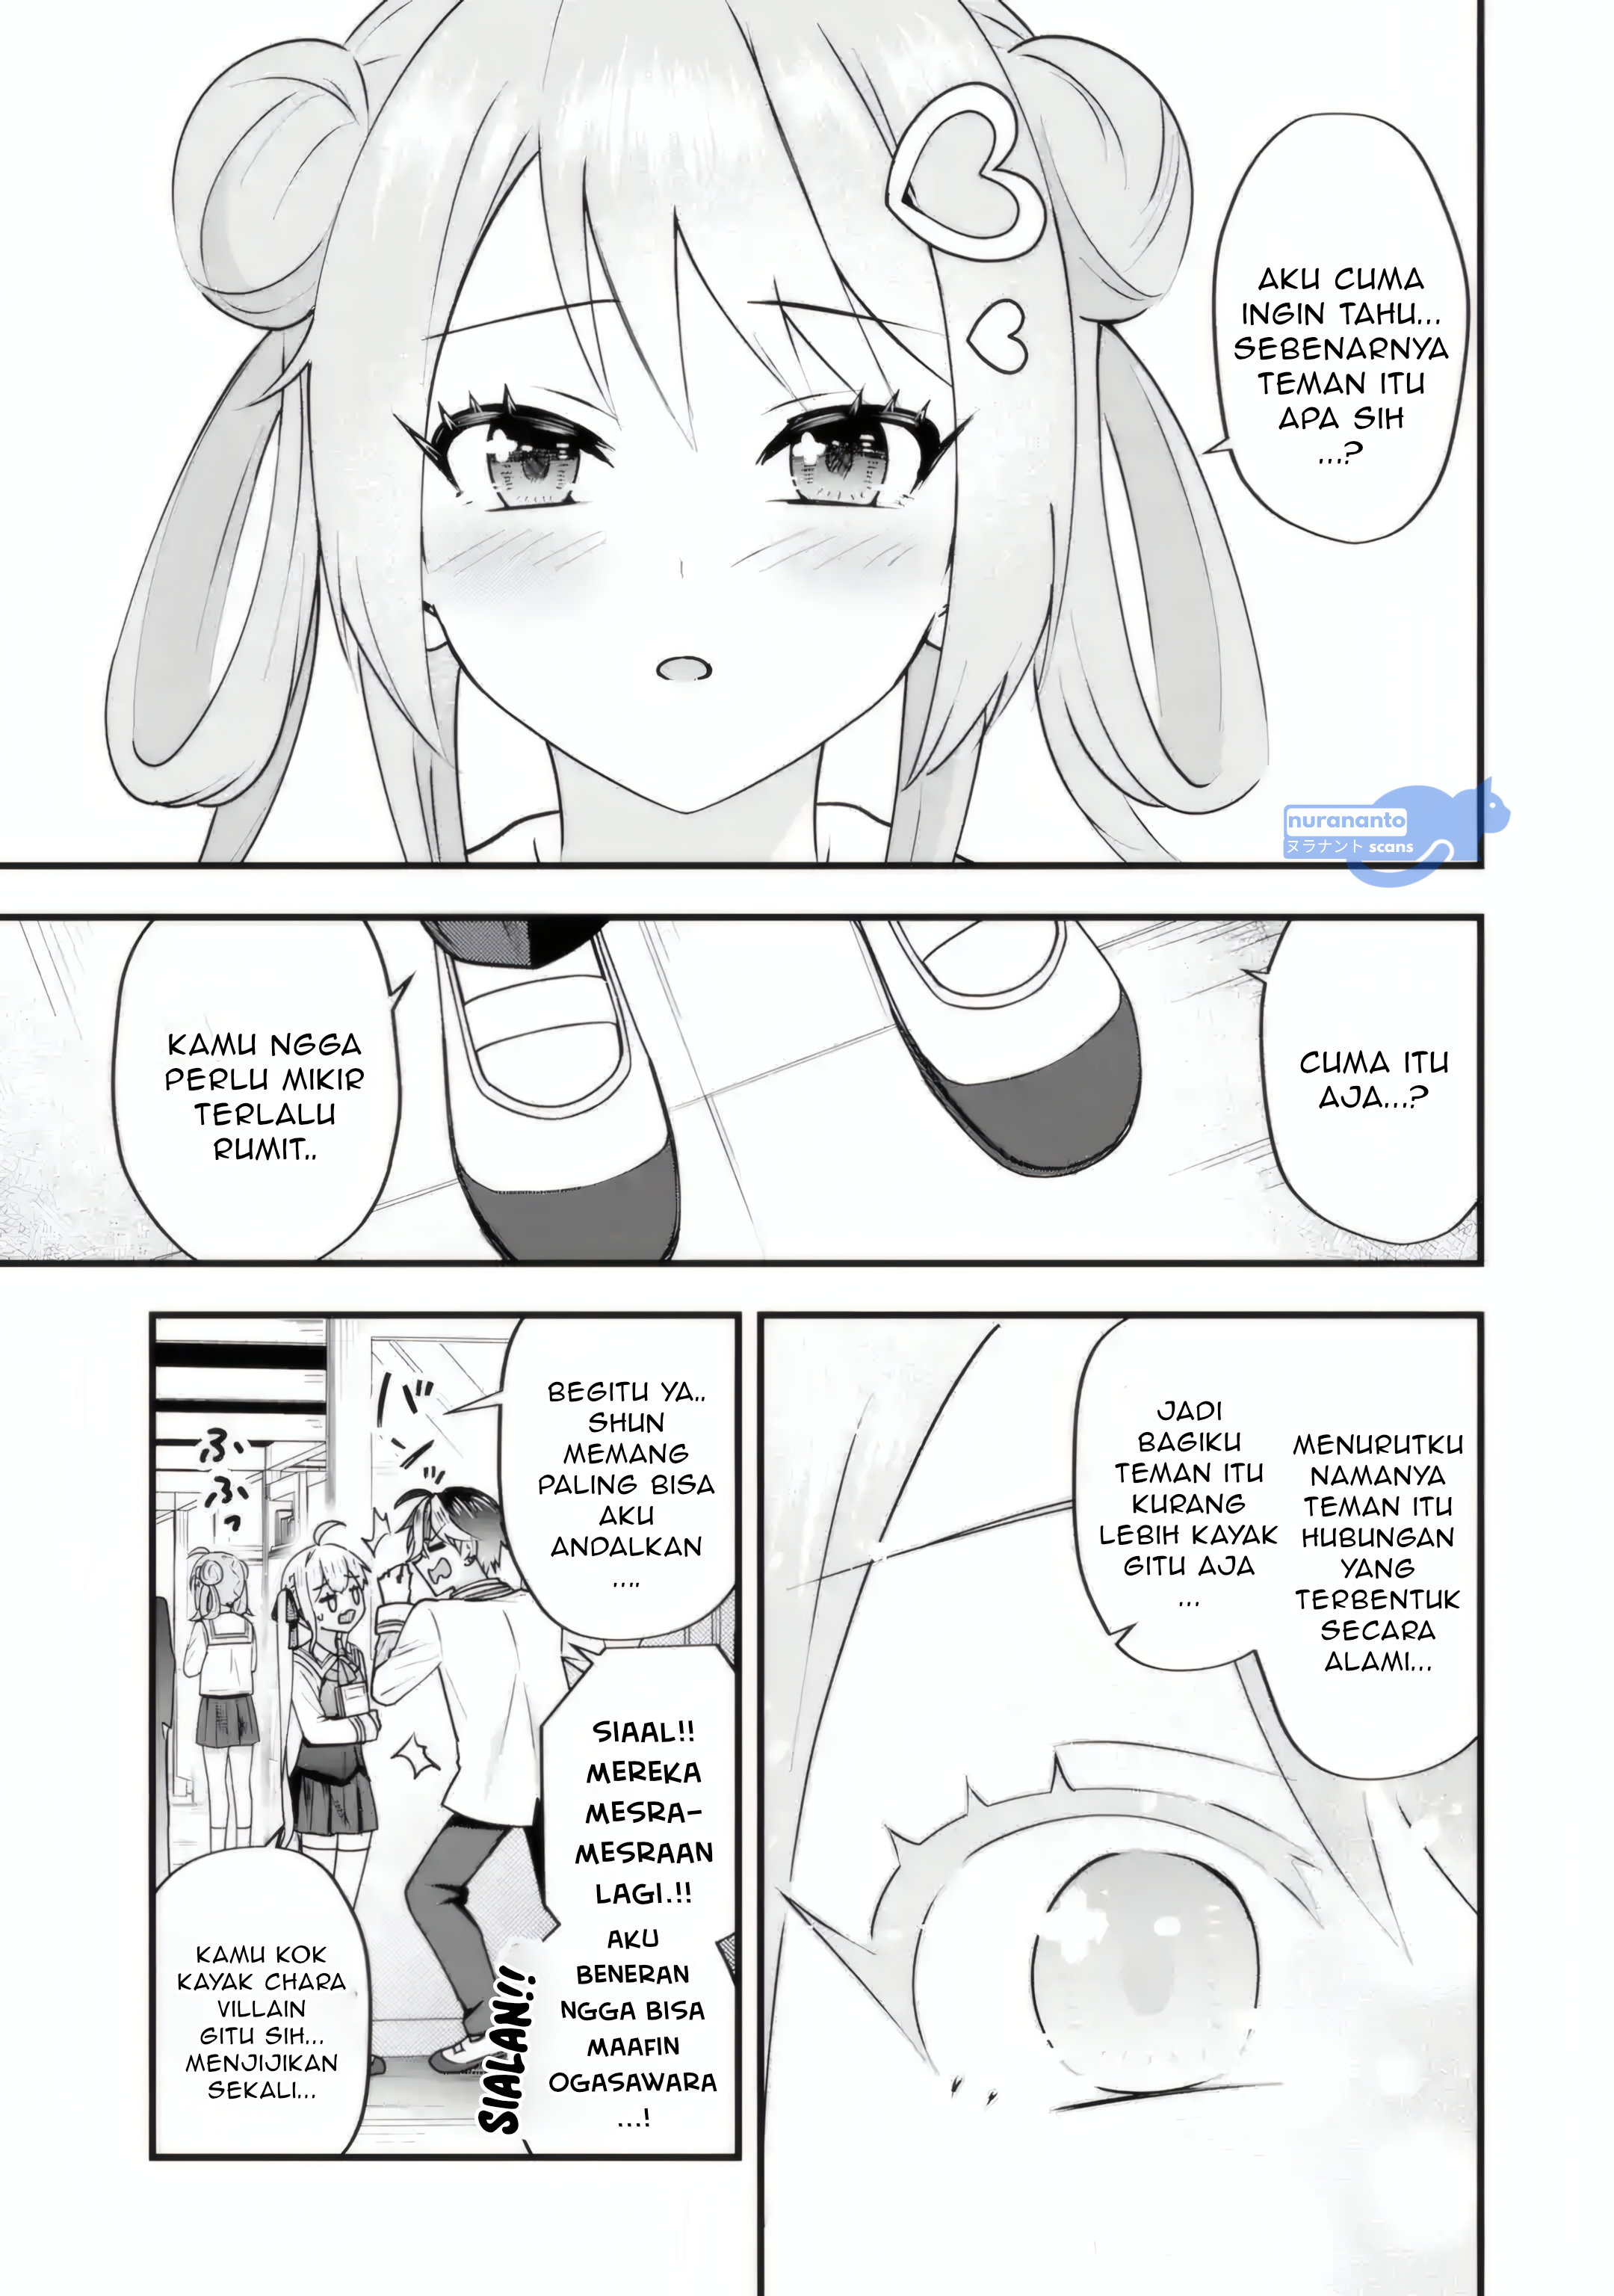 AKU CUMA
INGIN TAHU...
SEBENARNYA
TEMAN ITU
APA SIH
...?
nurananto
ヌラナント scans
CUMA ITU
AJA...?
KAMU NGGA
PERLU MIKIR
TERLALU
RUMIT..
MENURUTKU
NAMANYA
TEMAN ITU
HUBUNGAN
YANG
TERBENTUK
SECARA
ALAMI...
JADI
BAGIKU
TEMAN ITU
KURANG
LEBIH KAYAK
GITU AJA
...
BEGITU YA..
SHUN
MEMANG
PALING BISA
AKU
ANDALKAN
....
バッ
ふ
ふ
っ
SIAAL!!
MEREKA
MESRA-
MESRAAN
LAGI.!!
AKU
BENERAN
NGGA BISA
MAAFIN
OGASAWARA
...!
SIALAN!!
KAMU KOK
KAYAK CHARA
VILLAIN
GITU SIH...
MENJIJIKAN
SEKALI...